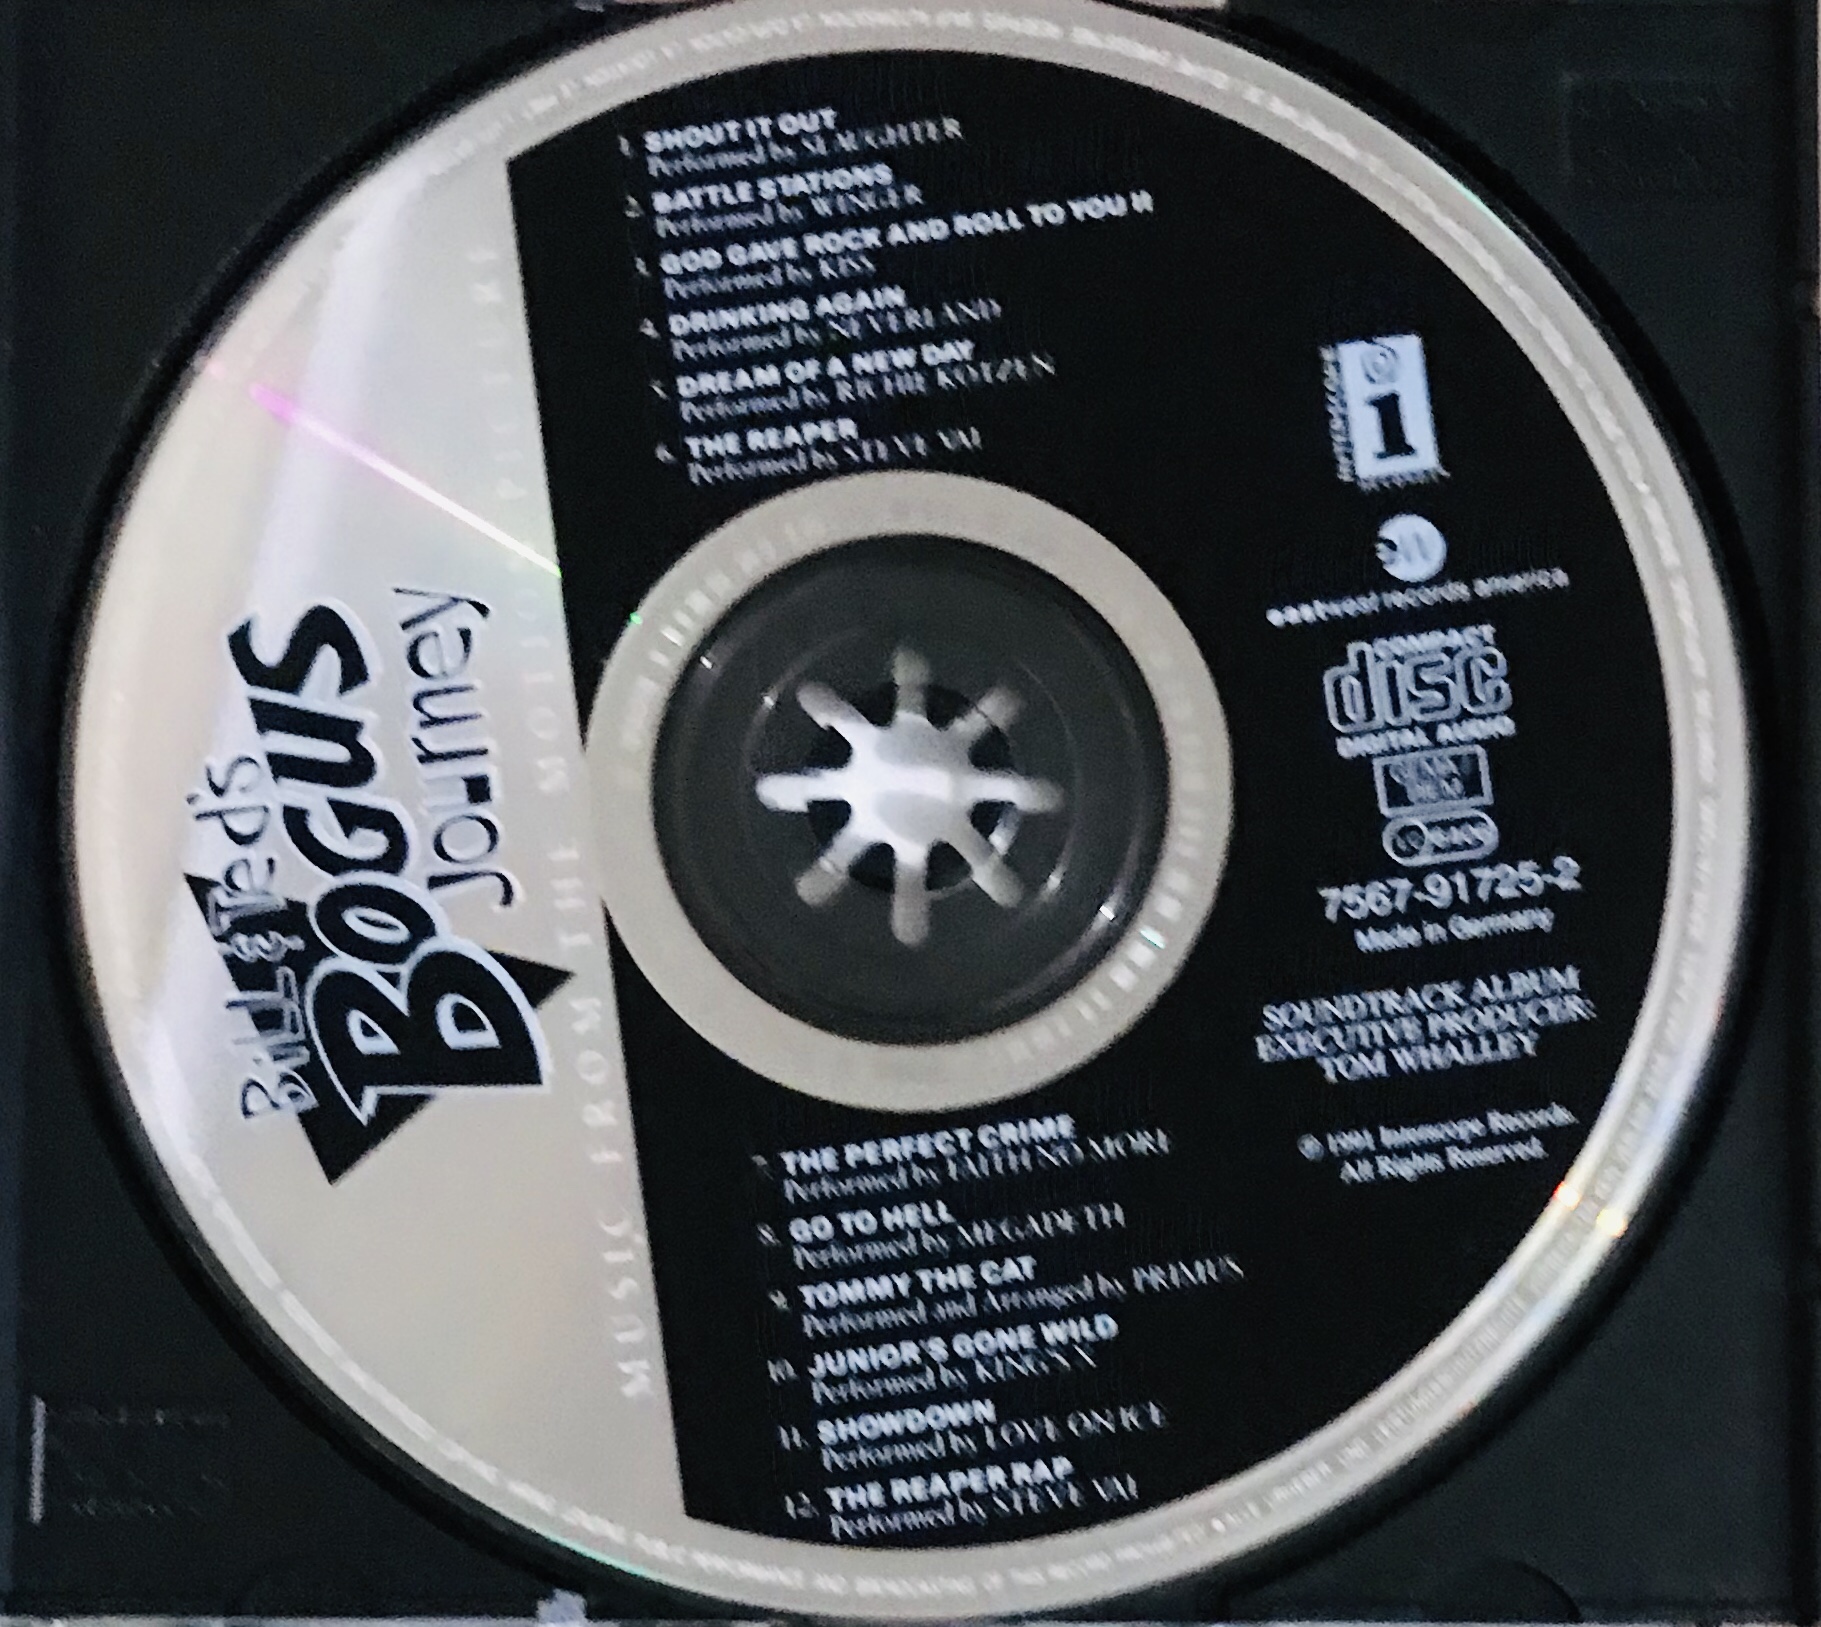 Bill & Ted's
BOGUS
Journey
MUSIC FROM THE MOTION PICTURE
1. SHOUT IT OUT
Performed by SLAUGHTER
2. BATTLE STATIONS
Performed by WINGER
3. GOD GAVE ROCK AND ROLL TO YOU II
Performed by KISS
4. DRINKING AGAIN
Performed by NEVERLAND
5. DREAM OF A NEW DAY
Performed by RICHIE KOTZEN
6. THE REAPER
Performed by STEVE VAI
7. THE PERFECT CRIME
Performed by FAITH NO MORE
8. GO TO HELL
Performed by MEGADETH
9. TOMMY THE CAT
Performed and Arranged by PRIMUS
10. JUNIOR'S GONE WILD
Performed by KING'S X
11. SHOWDOWN
Performed by LOVE ON ICE
12. THE REAPER RAP
Performed by STEVE VAI
INTERSCOPE
i
RECORDS
ew
eastwest records america
COMPACT
disc
DIGITAL AUDIO
7567-91725-2
Made in Germany
SOUNDTRACK ALBUM
EXECUTIVE PRODUCER:
TOM WHALLEY
℗ 1991 Interscope Records.
All Rights Reserved.